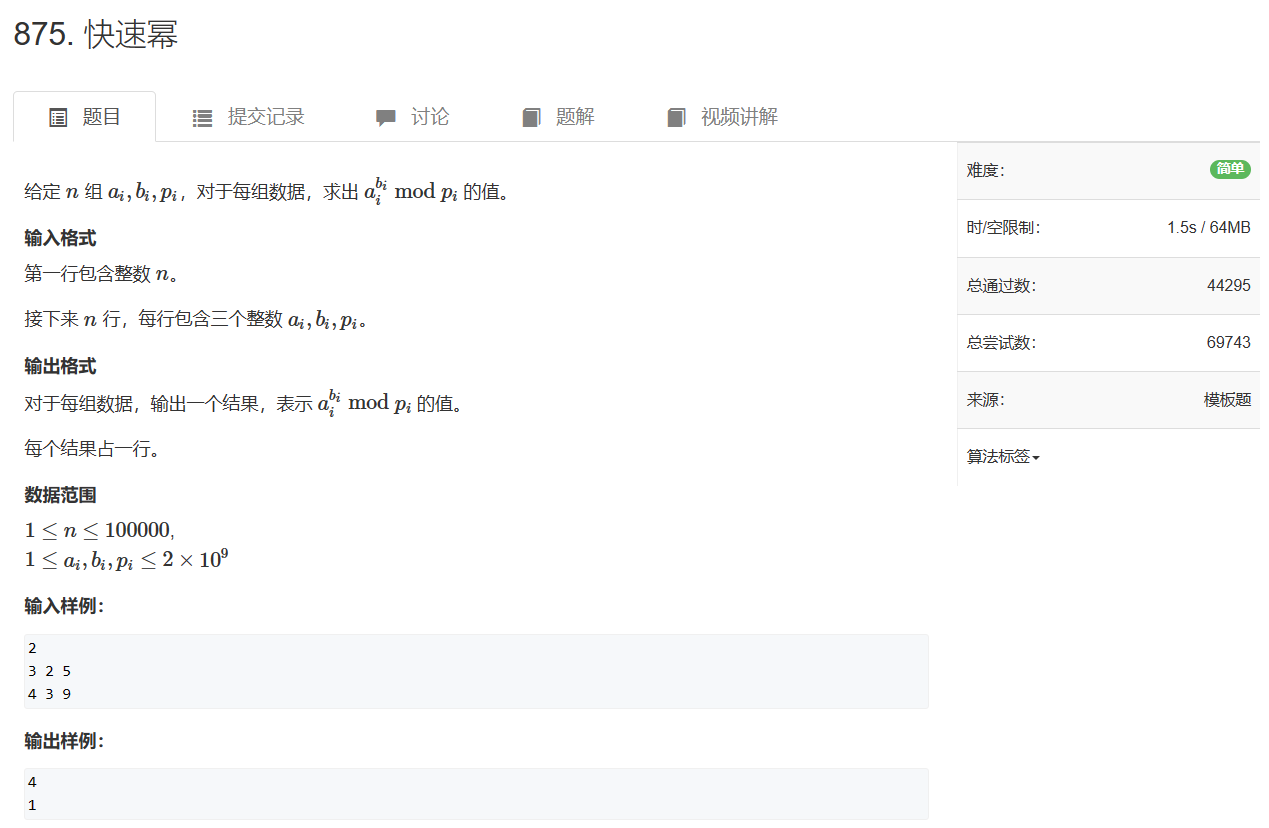 875. 快速幂
题目 提交记录 讨论 题解 视频讲解
给定 n 组 a_i, b_i, p_i，对于每组数据，求出 a_i^{b_i} mod p_i 的值。
输入格式
第一行包含整数 n。
接下来 n 行，每行包含三个整数 a_i, b_i, p_i。
输出格式
对于每组数据，输出一个结果，表示 a_i^{b_i} mod p_i 的值。
每个结果占一行。
数据范围
1 ≤ n ≤ 100000,
1 ≤ a_i, b_i, p_i ≤ 2 × 10^9
输入样例：
2
3 2 5
4 3 9
输出样例：
4
1
难度： 简单
时/空限制： 1.5s / 64MB
总通过数： 44295
总尝试数： 69743
来源： 模板题
算法标签